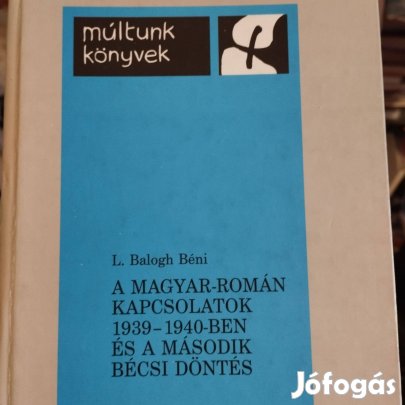 múltunk
könyvek
L. Balogh Béni
A MAGYAR-ROMÁN
KAPCSOLATOK
1939–1940-BEN
ÉS A MÁSODIK
BÉCSI DÖNTÉS
Jófogás